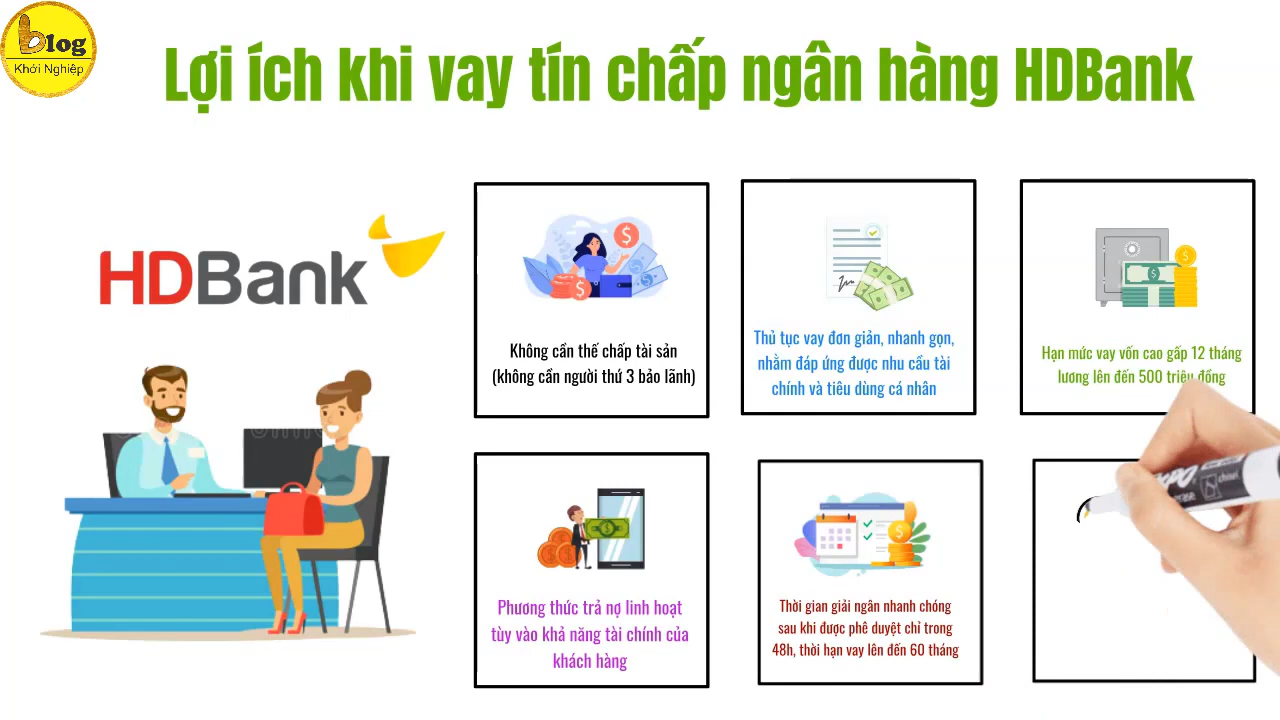 blog
Khởi Nghiệp
Lợi ích khi vay tín chấp ngân hàng HDBank
HDBank
Không cần thế chấp tài sản
(không cần người thứ 3 bảo lãnh)
Thủ tục vay đơn giản, nhanh gọn,
nhằm đáp ứng được nhu cầu tài
chính và tiêu dùng cá nhân
Hạn mức vay vốn cao gấp 12 tháng
lương lên đến 500 triệu đồng
Phương thức trả nợ linh hoạt
tùy vào khả năng tài chính của
khách hàng
Thời gian giải ngân nhanh chóng
sau khi được phê duyệt chỉ trong
48h, thời hạn vay lên đến 60 tháng